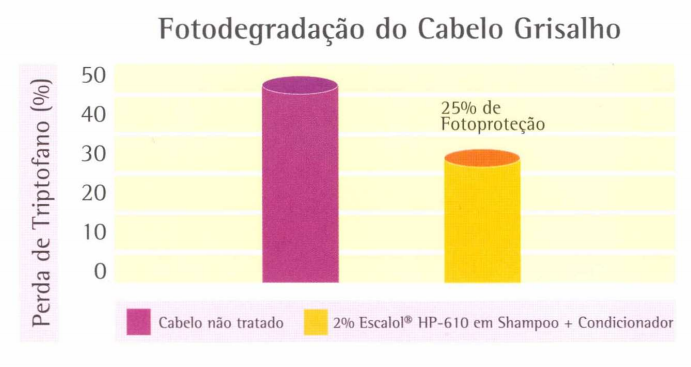 Fotodegradação do Cabelo Grisalho
Perda de Triptofano (%)
50
40
30
20
10
0
25% de
Fotoproteção
Cabelo não tratado
2% Escalol® HP-610 em Shampoo + Condicionador